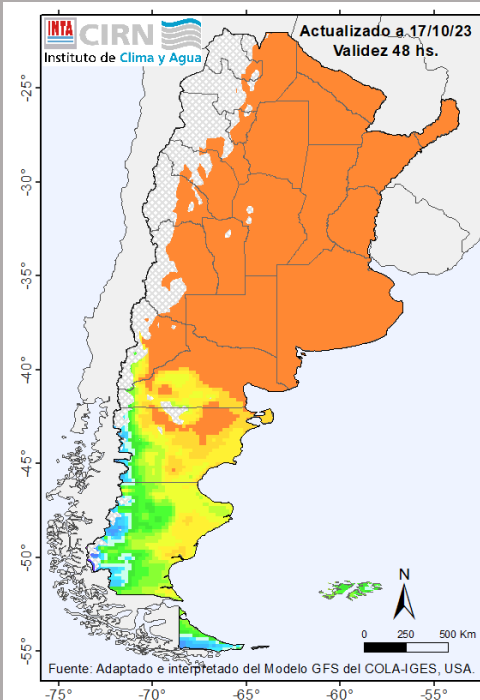 INTA CIRN
Instituto de Clima y Agua
Actualizado a 17/10/23
Validez 48 hs.
-25°
-30°
-35°
-40°
-45°
-50°
-55°
N
0 250 500 Km
Fuente: Adaptado e interpretado del Modelo GFS del COLA-IGES, USA.
-75° -70° -65° -60° -55°